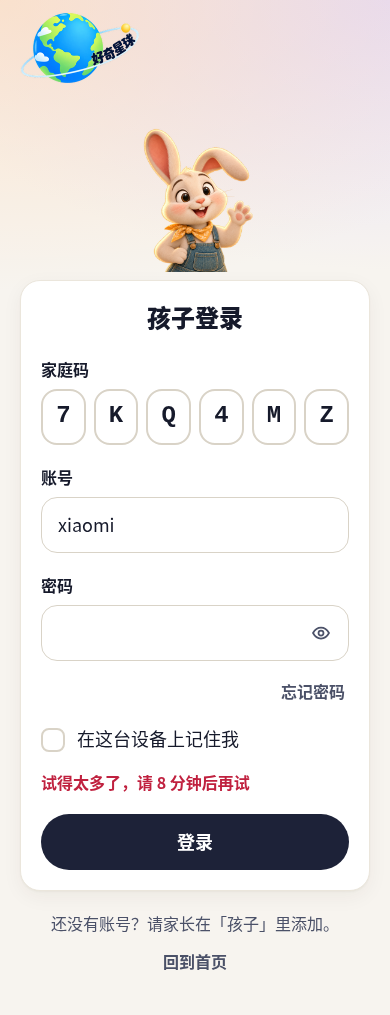 好奇星球
孩子登录
家庭码
7 K Q 4 M Z
账号
xiaomi
密码
忘记密码
在这台设备上记住我
试得太多了，请 8 分钟后再试
登录
还没有账号？请家长在「孩子」里添加。
回到首页